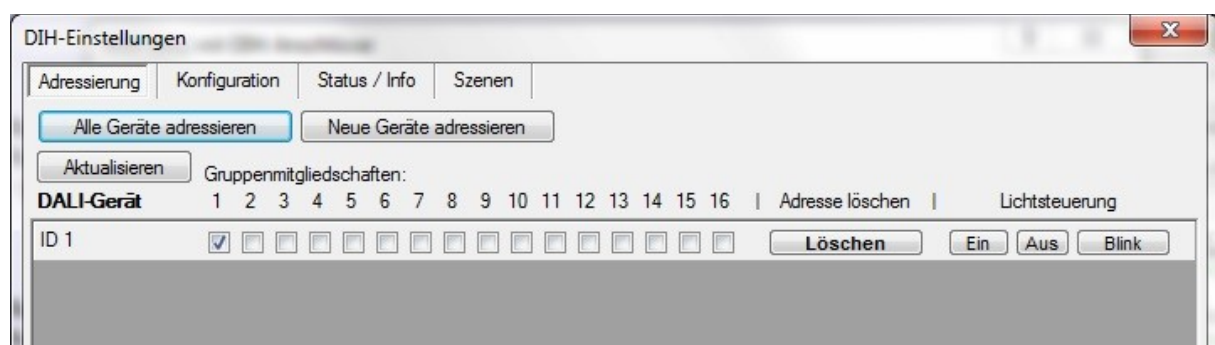 DIH-Einstellungen
Adressierung Konfiguration Status / Info Szenen
Alle Geräte adressieren Neue Geräte adressieren
Aktualisieren Gruppenmitgliedschaften:
DALI-Gerät 1 2 3 4 5 6 7 8 9 10 11 12 13 14 15 16 | Adresse löschen | Lichtsteuerung
ID 1 Löschen Ein Aus Blink